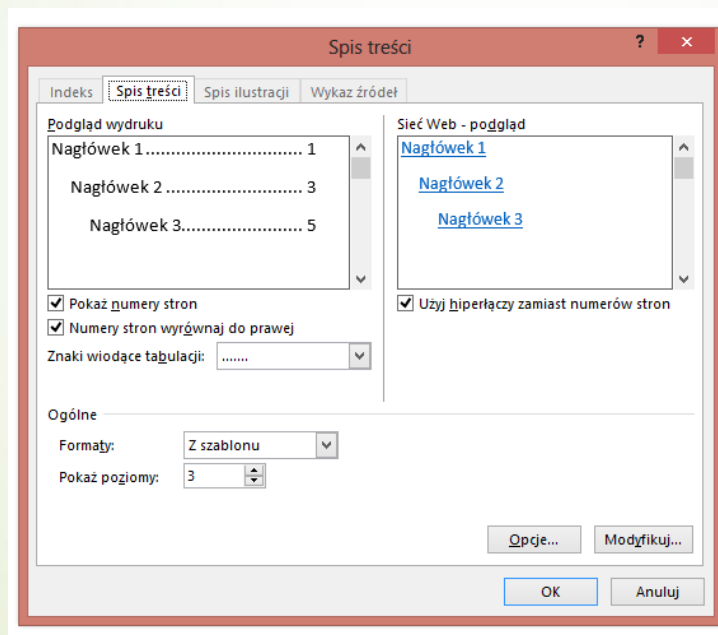 Spis treści
? ×
Indeks Spis treści Spis ilustracji Wykaz źródeł
Podgląd wydruku
Nagłówek 1.............................. 1
Nagłówek 2.......................... 3
Nagłówek 3....................... 5
Pokaż numery stron
Numery stron wyrównaj do prawej
Znaki wiodące tabulacji: .......
Sieć Web - podgląd
Nagłówek 1
Nagłówek 2
Nagłówek 3
Użyj hiperłączy zamiast numerów stron
Ogólne
Formaty: Z szablonu
Pokaż poziomy: 3
Opcje... Modyfikuj...
OK Anuluj